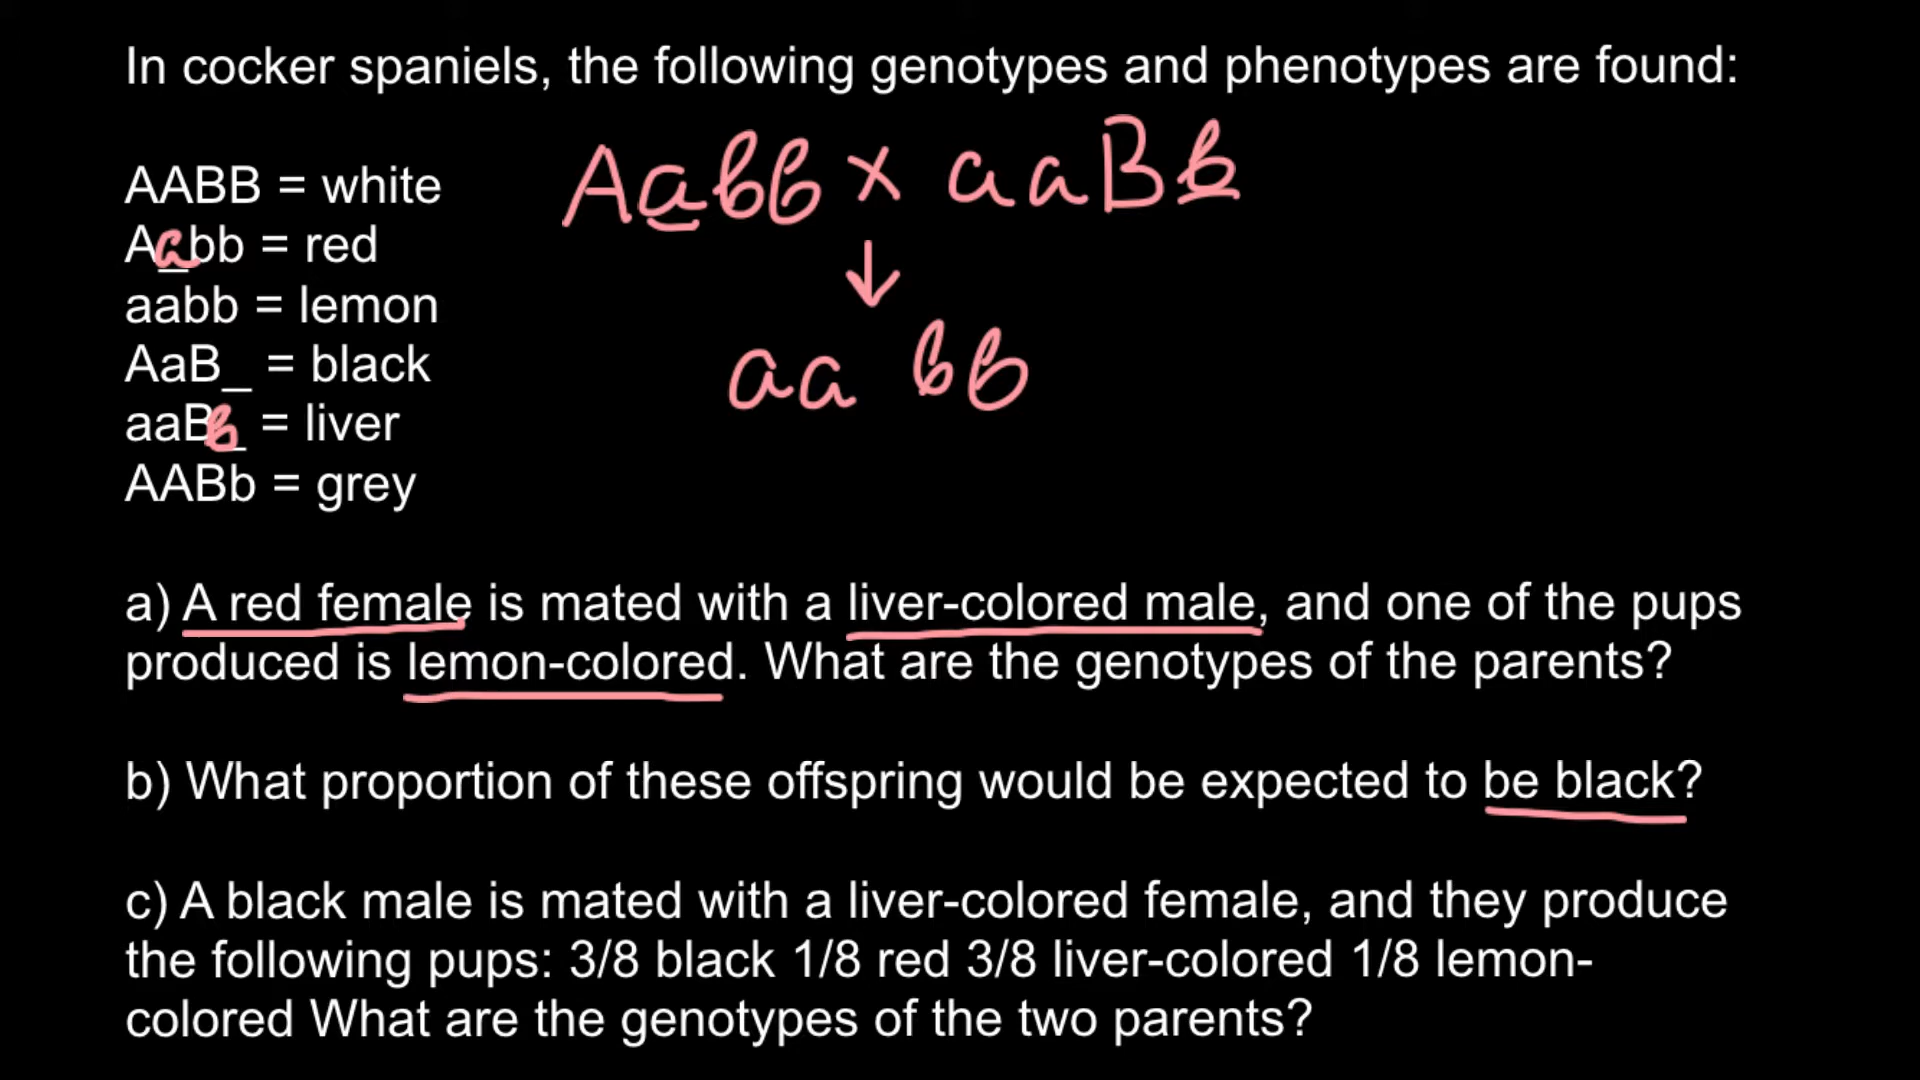 In cocker spaniels, the following genotypes and phenotypes are found:
AABB = white
Aabb = red
aabb = lemon
AaB_ = black
aaBb = liver
AABb = grey
Aabb x aaBb
↓
aa bb
a) A red female is mated with a liver-colored male, and one of the pups
produced is lemon-colored. What are the genotypes of the parents?
b) What proportion of these offspring would be expected to be black?
c) A black male is mated with a liver-colored female, and they produce
the following pups: 3/8 black 1/8 red 3/8 liver-colored 1/8 lemon-
colored What are the genotypes of the two parents?